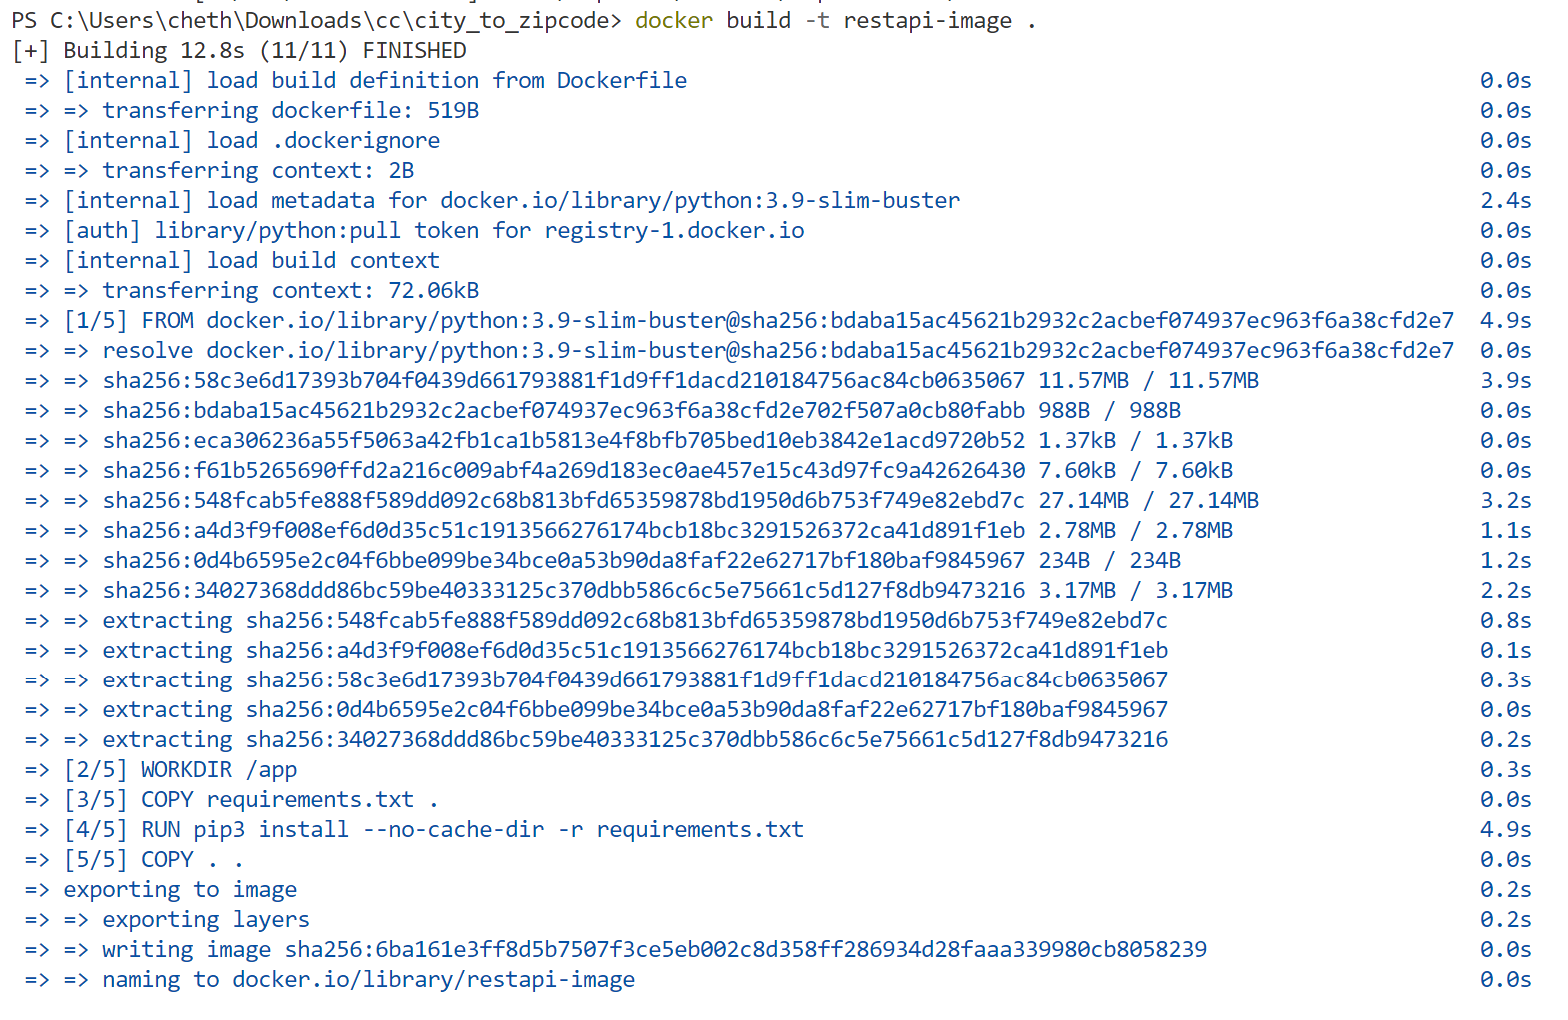 PS C:\Users\cheth\Downloads\cc\city_to_zipcode> docker build -t restapi-image .
[+] Building 12.8s (11/11) FINISHED
=> [internal] load build definition from Dockerfile 0.0s
=> => transferring dockerfile: 519B 0.0s
=> [internal] load .dockerignore 0.0s
=> => transferring context: 2B 0.0s
=> [internal] load metadata for docker.io/library/python:3.9-slim-buster 2.4s
=> [auth] library/python:pull token for registry-1.docker.io 0.0s
=> [internal] load build context 0.0s
=> => transferring context: 72.06kB 0.0s
=> [1/5] FROM docker.io/library/python:3.9-slim-buster@sha256:bdaba15ac45621b2932c2acbef074937ec963f6a38cfd2e7 4.9s
=> => resolve docker.io/library/python:3.9-slim-buster@sha256:bdaba15ac45621b2932c2acbef074937ec963f6a38cfd2e7 0.0s
=> => sha256:58c3e6d17393b704f0439d661793881f1d9ff1dacd210184756ac84cb0635067 11.57MB / 11.57MB 3.9s
=> => sha256:bdaba15ac45621b2932c2acbef074937ec963f6a38cfd2e702f507a0cb80fabb 988B / 988B 0.0s
=> => sha256:eca306236a55f5063a42fb1ca1b5813e4f8bfb705bed10eb3842e1acd9720b52 1.37kB / 1.37kB 0.0s
=> => sha256:f61b5265690ffd2a216c009abf4a269d183ec0ae457e15c43d97fc9a42626430 7.60kB / 7.60kB 0.0s
=> => sha256:548fcab5fe888f589dd092c68b813bfd65359878bd1950d6b753f749e82ebd7c 27.14MB / 27.14MB 3.2s
=> => sha256:a4d3f9f008ef6d0d35c51c1913566276174bcb18bc3291526372ca41d891f1eb 2.78MB / 2.78MB 1.1s
=> => sha256:0d4b6595e2c04f6bbe099be34bce0a53b90da8faf22e62717bf180baf9845967 234B / 234B 1.2s
=> => sha256:34027368ddd86bc59be40333125c370dbb586c6c5e75661c5d127f8db9473216 3.17MB / 3.17MB 2.2s
=> => extracting sha256:548fcab5fe888f589dd092c68b813bfd65359878bd1950d6b753f749e82ebd7c 0.8s
=> => extracting sha256:a4d3f9f008ef6d0d35c51c1913566276174bcb18bc3291526372ca41d891f1eb 0.1s
=> => extracting sha256:58c3e6d17393b704f0439d661793881f1d9ff1dacd210184756ac84cb0635067 0.3s
=> => extracting sha256:0d4b6595e2c04f6bbe099be34bce0a53b90da8faf22e62717bf180baf9845967 0.0s
=> => extracting sha256:34027368ddd86bc59be40333125c370dbb586c6c5e75661c5d127f8db9473216 0.2s
=> [2/5] WORKDIR /app 0.3s
=> [3/5] COPY requirements.txt . 0.0s
=> [4/5] RUN pip3 install --no-cache-dir -r requirements.txt 4.9s
=> [5/5] COPY . . 0.0s
=> exporting to image 0.2s
=> => exporting layers 0.2s
=> => writing image sha256:6ba161e3ff8d5b7507f3ce5eb002c8d358ff286934d28faaa339980cb8058239 0.0s
=> => naming to docker.io/library/restapi-image 0.0s